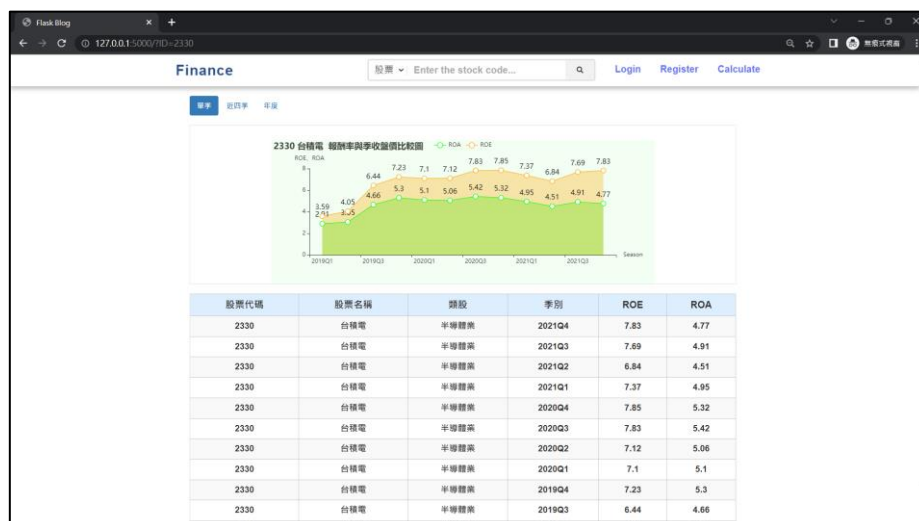 Flask Blog
127.0.0.1:5000/?ID=2330
無痕式視窗
Finance
股票 Enter the stock code...
Login Register Calculate
單季 近四季 年度
2330 台積電 報酬率與季收盤價比較圖 ROA ROE
ROE, ROA
8
6
4
2
0
3.59 4.05 6.44 7.23 7.1 7.12 7.83 7.85 7.37 6.84 7.69 7.83
2.91 3.05 4.66 5.3 5.1 5.06 5.42 5.32 4.95 4.51 4.91 4.77
2019Q1 2019Q3 2020Q1 2020Q3 2021Q1 2021Q3 Season
股票代碼 股票名稱 類股 季別 ROE ROA
2330 台積電 半導體業 2021Q4 7.83 4.77
2330 台積電 半導體業 2021Q3 7.69 4.91
2330 台積電 半導體業 2021Q2 6.84 4.51
2330 台積電 半導體業 2021Q1 7.37 4.95
2330 台積電 半導體業 2020Q4 7.85 5.32
2330 台積電 半導體業 2020Q3 7.83 5.42
2330 台積電 半導體業 2020Q2 7.12 5.06
2330 台積電 半導體業 2020Q1 7.1 5.1
2330 台積電 半導體業 2019Q4 7.23 5.3
2330 台積電 半導體業 2019Q3 6.44 4.66